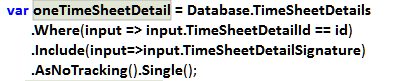 var oneTimeSheetDetail = Database.TimeSheetDetails
.Where(input => input.TimeSheetDetailId == id)
.Include(input=>input.TimeSheetDetailSignature)
.AsNoTracking().Single();